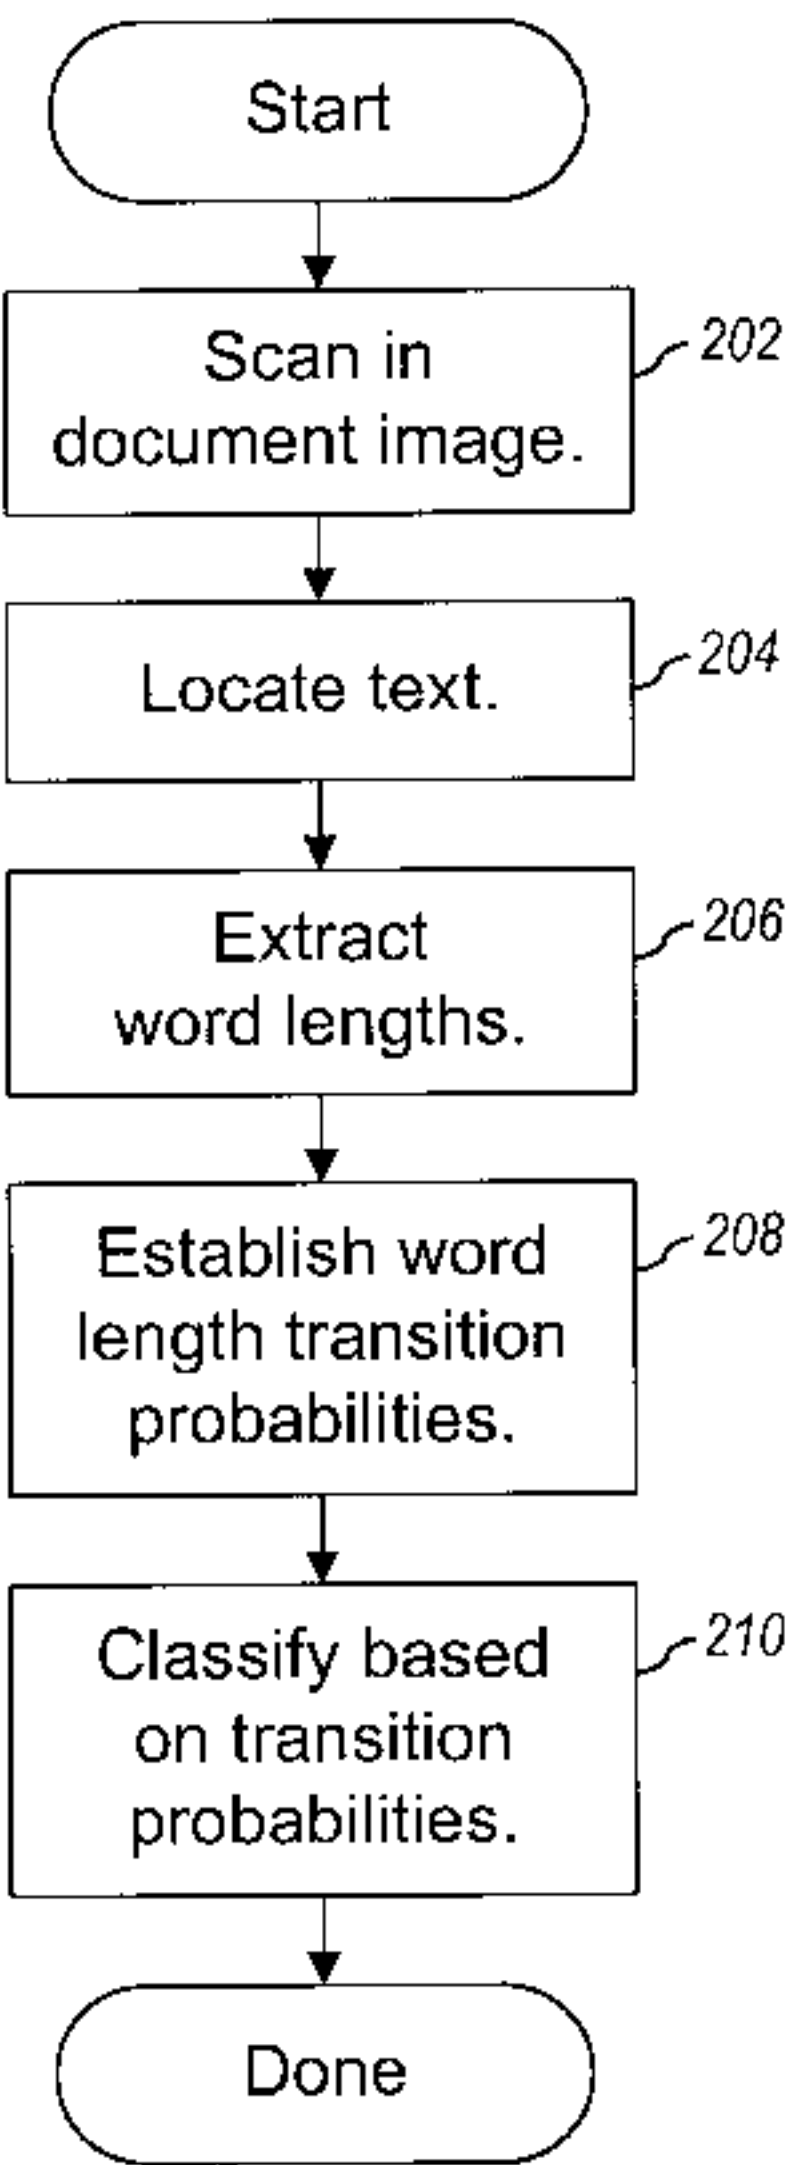 Start
Scan in
document image.
202
Locate text.
204
Extract
word lengths.
206
Establish word
length transition
probabilities.
208
Classify based
on transition
probabilities.
210
Done